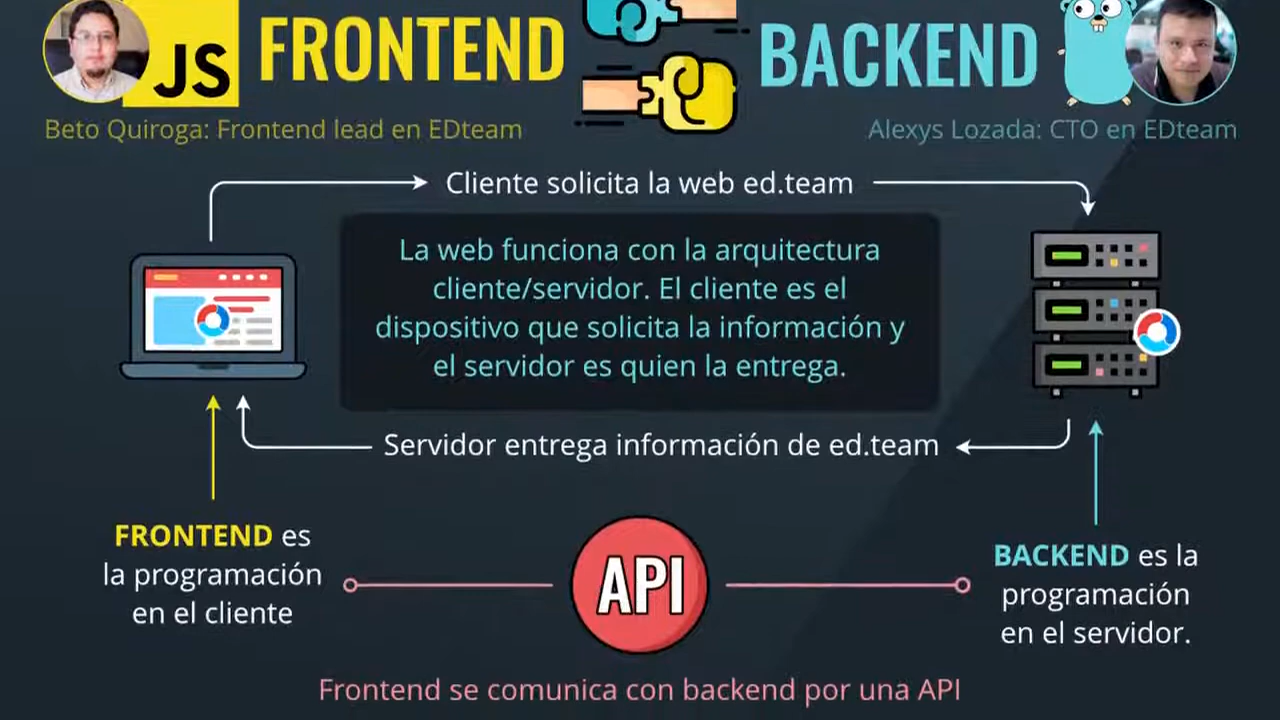 JS
FRONTEND
BACKEND
Beto Quiroga: Frontend lead en EDteam
Alexys Lozada: CTO en EDteam
Cliente solicita la web ed.team
La web funciona con la arquitectura
cliente/servidor. El cliente es el
dispositivo que solicita la información y
el servidor es quien la entrega.
Servidor entrega información de ed.team
FRONTEND es
la programación
en el cliente
API
BACKEND es la
programación
en el servidor.
Frontend se comunica con backend por una API